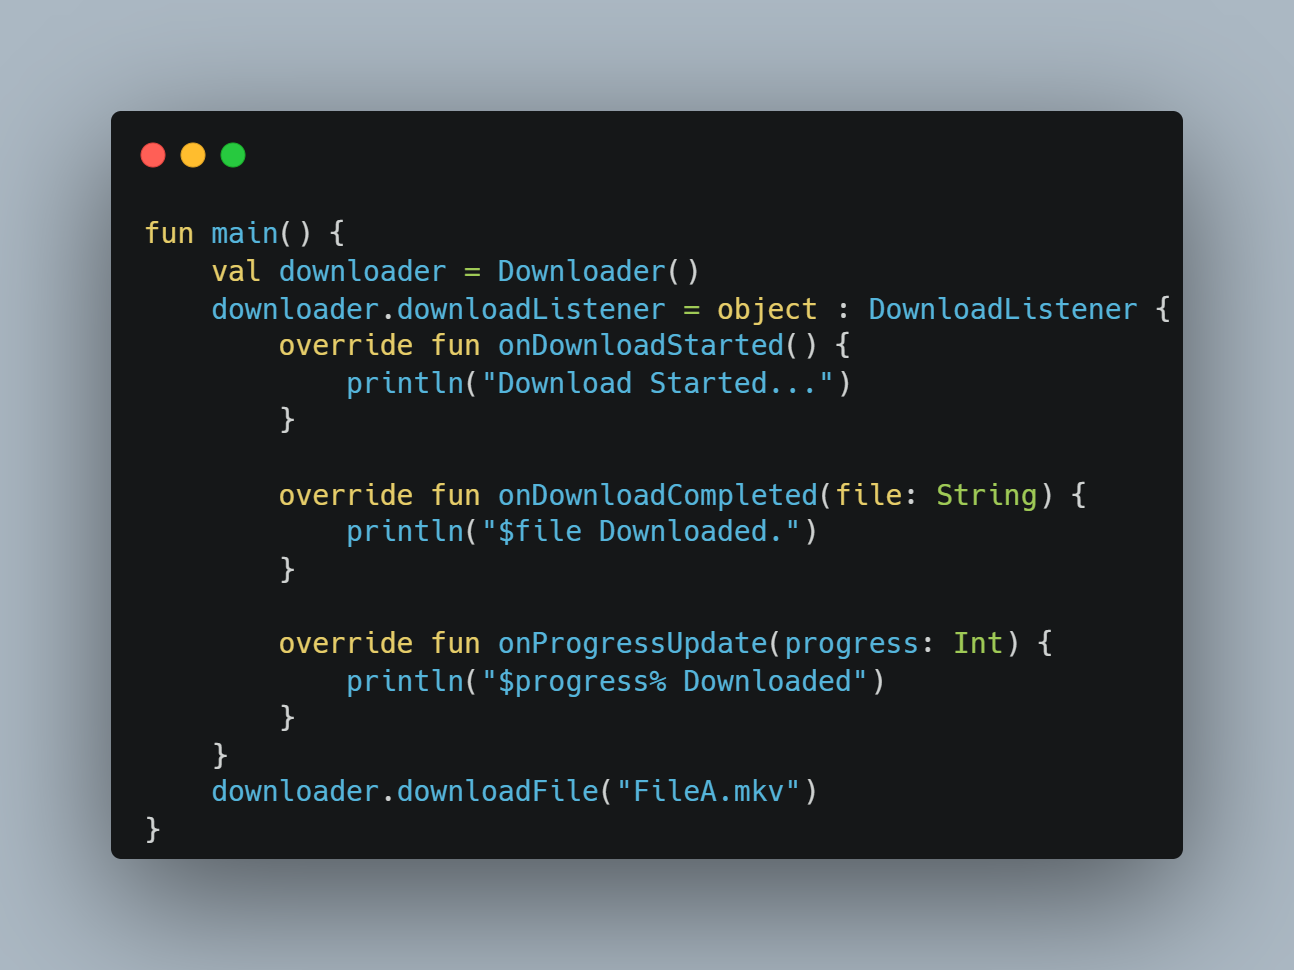 fun main() {
    val downloader = Downloader()
    downloader.downloadListener = object : DownloadListener {
        override fun onDownloadStarted() {
            println("Download Started...")
        }

        override fun onDownloadCompleted(file: String) {
            println("$file Downloaded.")
        }

        override fun onProgressUpdate(progress: Int) {
            println("$progress% Downloaded")
        }
    }
    downloader.downloadFile("FileA.mkv")
}